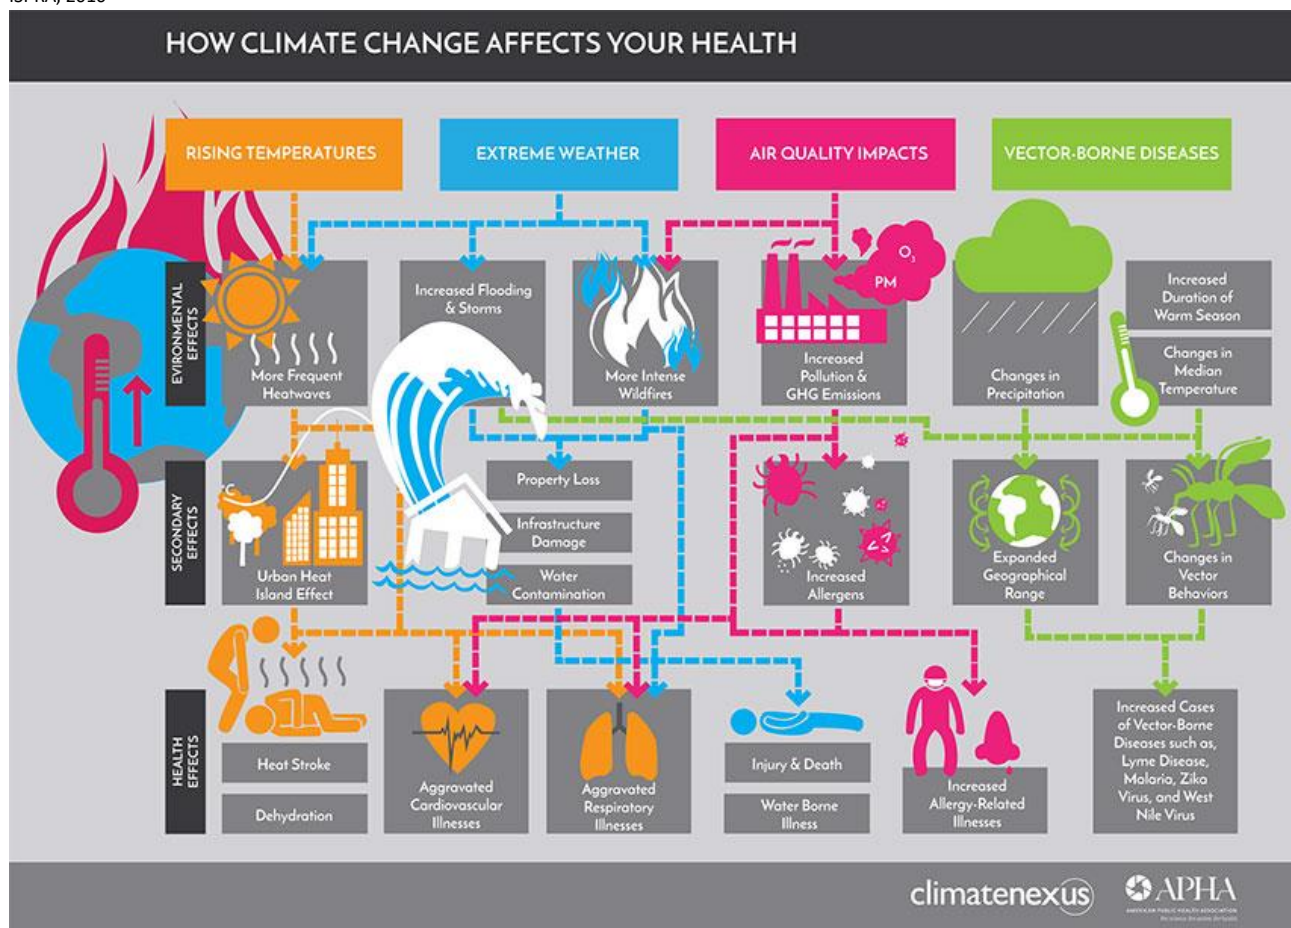 HOW CLIMATE CHANGE AFFECTS YOUR HEALTH
RISING TEMPERATURES
EXTREME WEATHER
AIR QUALITY IMPACTS
VECTOR-BORNE DISEASES
EVIRONMENTAL
EFFECTS
More Frequent
Heatwaves
Increased Flooding
& Storms
More Intense
Wildfires
O3
PM
Increased
Pollution &
GHG Emissions
Changes in
Precipitation
Increased
Duration of
Warm Season
Changes in
Median
Temperature
SECONDARY
EFFECTS
Urban Heat
Island Effect
Property Loss
Infrastructure
Damage
Water
Contamination
Increased
Allergens
Expanded
Geographical
Range
Changes in
Vector
Behaviors
HEALTH
EFFECTS
Heat Stroke
Dehydration
Aggravated
Cardiovascular
Illnesses
Aggravated
Respiratory
Illnesses
Injury & Death
Water Borne
Illness
Increased
Allergy-Related
Illnesses
Increased Cases
of Vector-Borne
Diseases such as,
Lyme Disease,
Malaria, Zika
Virus, and West
Nile Virus
climatenexus
APHA
AMERICAN PUBLIC HEALTH ASSOCIATION